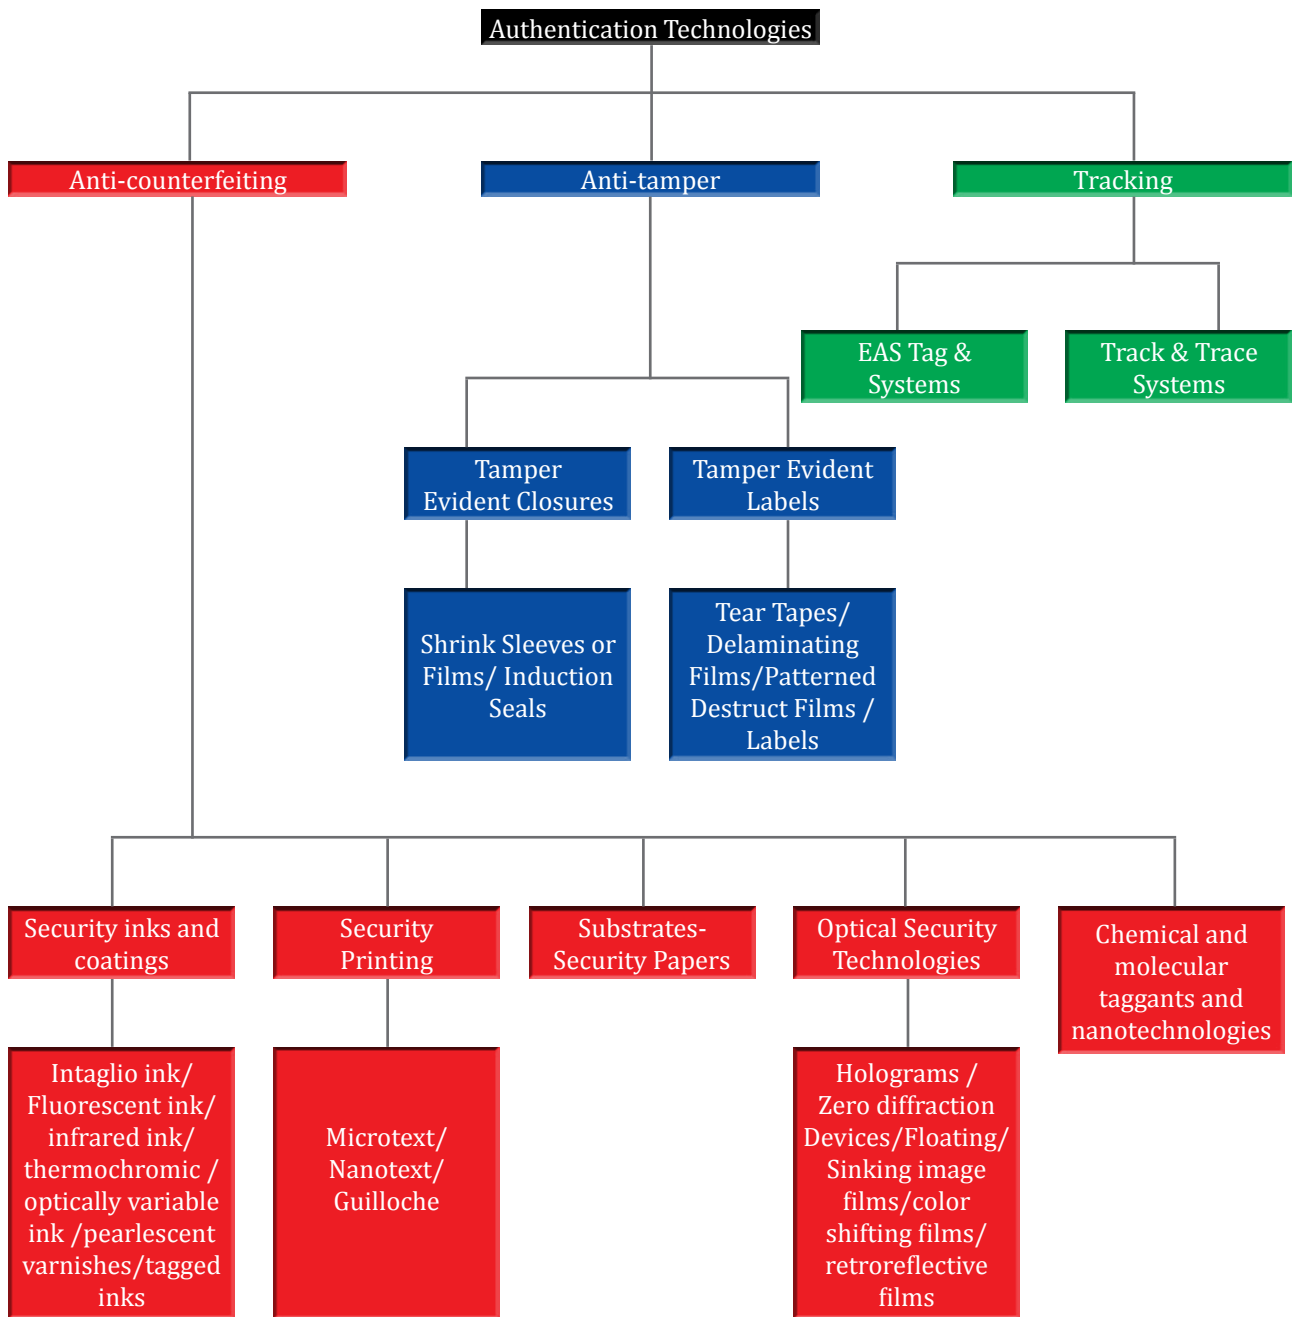 Authentication Technologies
Anti-counterfeiting
Anti-tamper
Tracking
EAS Tag &
Systems
Track & Trace
Systems
Tamper
Evident Closures
Tamper Evident
Labels
Shrink Sleeves or
Films/ Induction
Seals
Tear Tapes/
Delaminating
Films/Patterned
Destruct Films /
Labels
Security inks and
coatings
Security
Printing
Substrates-
Security Papers
Optical Security
Technologies
Chemical and
molecular
taggants and
nanotechnologies
Intaglio ink/
Fluorescent ink/
infrared ink/
thermochromic /
optically variable
ink /pearlescent
varnishes/tagged
inks
Microtext/
Nanotext/
Guilloche
Holograms /
Zero diffraction
Devices/Floating/
Sinking image
films/color
shifting films/
retroreflective
films